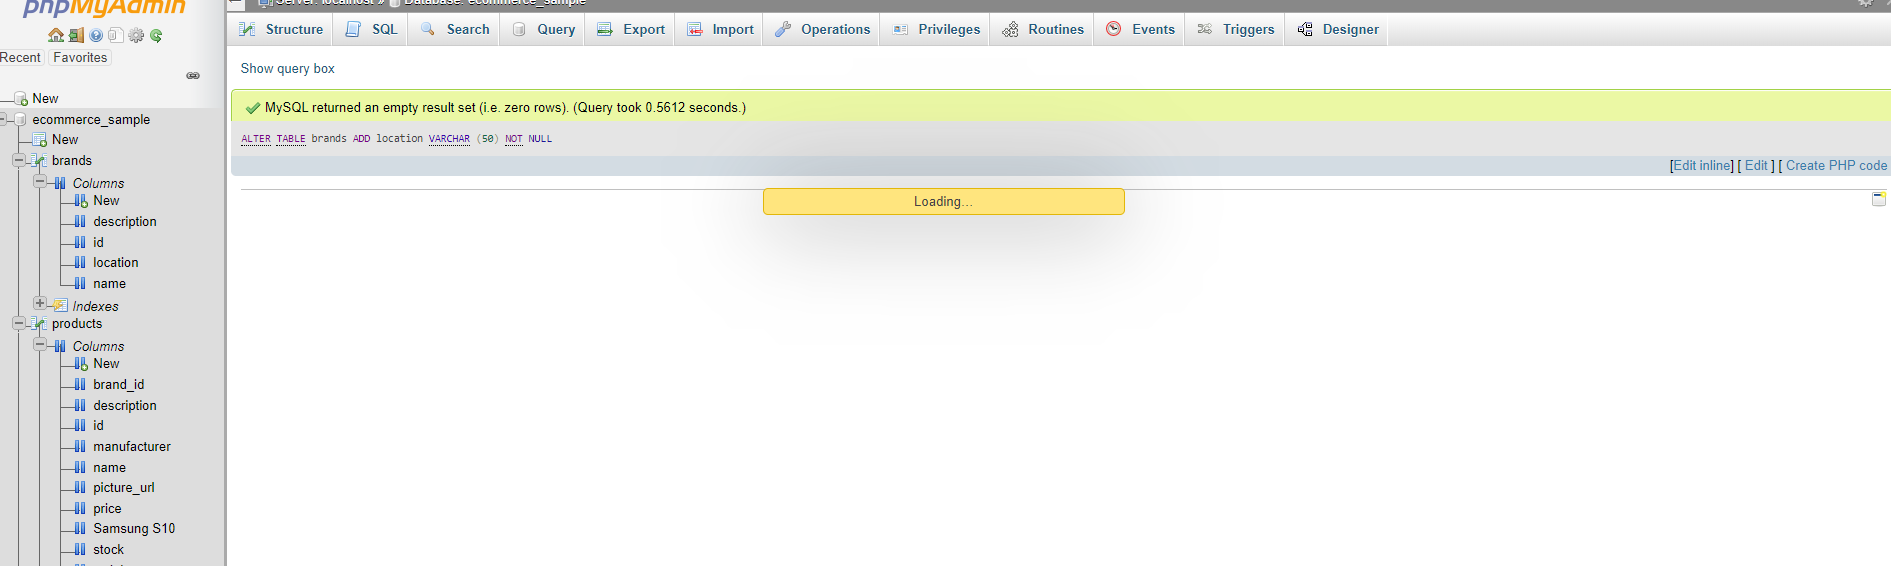 phpMyAdmin
Server: localhost » Database: ecommerce_sample
Structure SQL Search Query Export Import Operations Privileges Routines Events Triggers Designer
Recent Favorites
New
ecommerce_sample
New
brands
Columns
New
description
id
location
name
Indexes
products
Columns
New
brand_id
description
id
manufacturer
name
picture_url
price
Samsung S10
stock
Show query box
MySQL returned an empty result set (i.e. zero rows). (Query took 0.5612 seconds.)
ALTER TABLE brands ADD location VARCHAR (50) NOT NULL
[Edit inline] [ Edit ] [ Create PHP code
Loading...